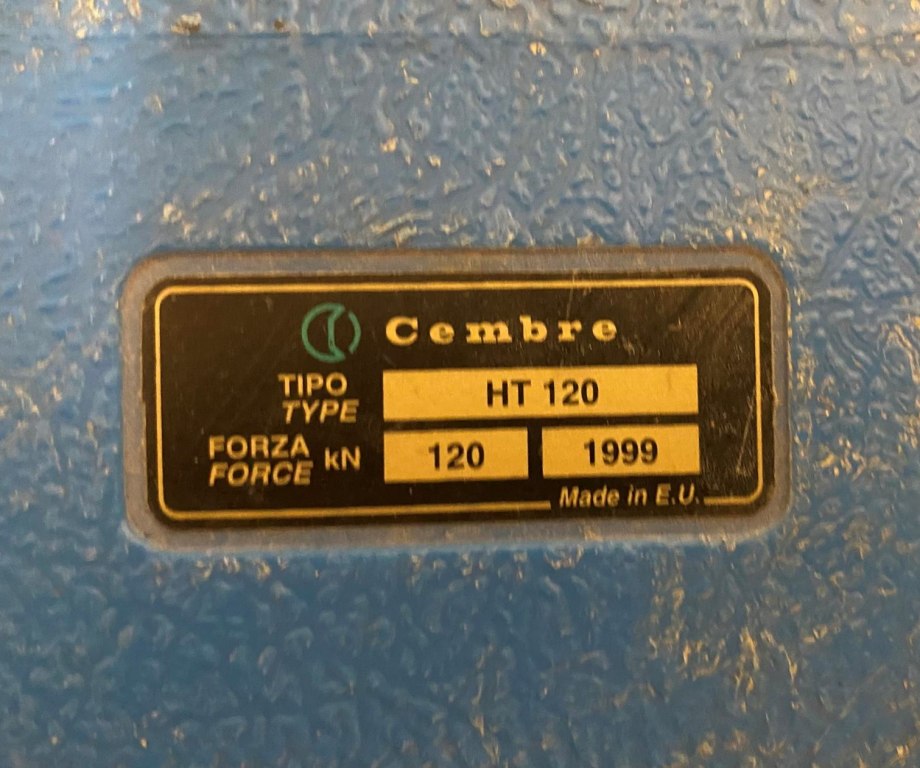 Cembre
TIPO
TYPE
HT 120
FORZA
FORCE
kN
120
1999
Made in E.U.